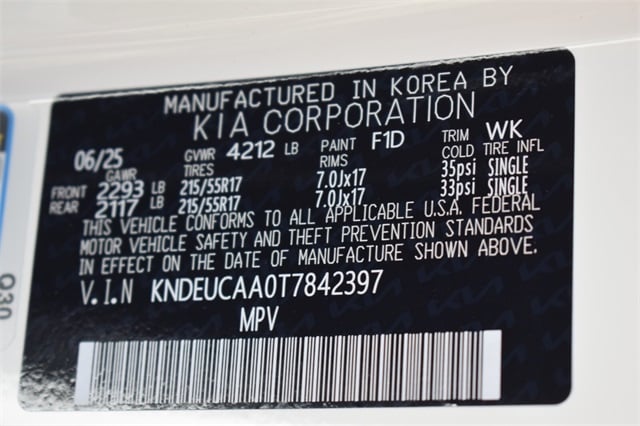 MANUFACTURED IN KOREA BY
KIA CORPORATION
06/25 GVWR 4212 LB PAINT F1D TRIM WK
GAWR TIRES RIMS COLD TIRE INFL
FRONT 2293 LB 215/55R17 7.0Jx17 35psi SINGLE
REAR 2117 LB 215/55R17 7.0Jx17 33psi SINGLE
THIS VEHICLE CONFORMS TO ALL APPLICABLE U.S.A. FEDERAL
MOTOR VEHICLE SAFETY AND THEFT PREVENTION STANDARDS
IN EFFECT ON THE DATE OF MANUFACTURE SHOWN ABOVE.
V.I.N KNDEUCAA0T7842397
MPV
Q30